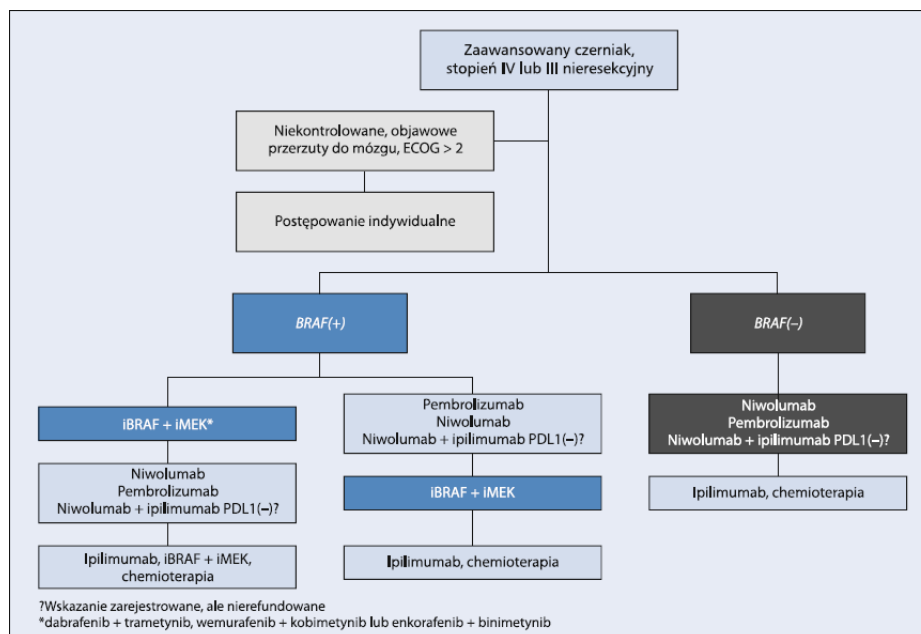 Zaawansowany czerniak,
stopień IV lub III nieresekcyjny
Niekontrolowane, objawowe
przerzuty do mózgu, ECOG > 2
Postępowanie indywidualne
BRAF(+)
BRAF(–)
iBRAF + iMEK*
Niwolumab
Pembrolizumab
Niwolumab + ipilimumab PDL1(–)?
Ipilimumab, iBRAF + iMEK,
chemioterapia
Pembrolizumab
Niwolumab
Niwolumab + ipilimumab PDL1(–)?
iBRAF + iMEK
Ipilimumab, chemioterapia
Niwolumab
Pembrolizumab
Niwolumab + ipilimumab PDL1(–)?
Ipilimumab, chemioterapia
?Wskazanie zarejestrowane, ale nierefundowane
*dabrafenib + trametynib, wemurafenib + kobimetynib lub enkorafenib + binimetynib